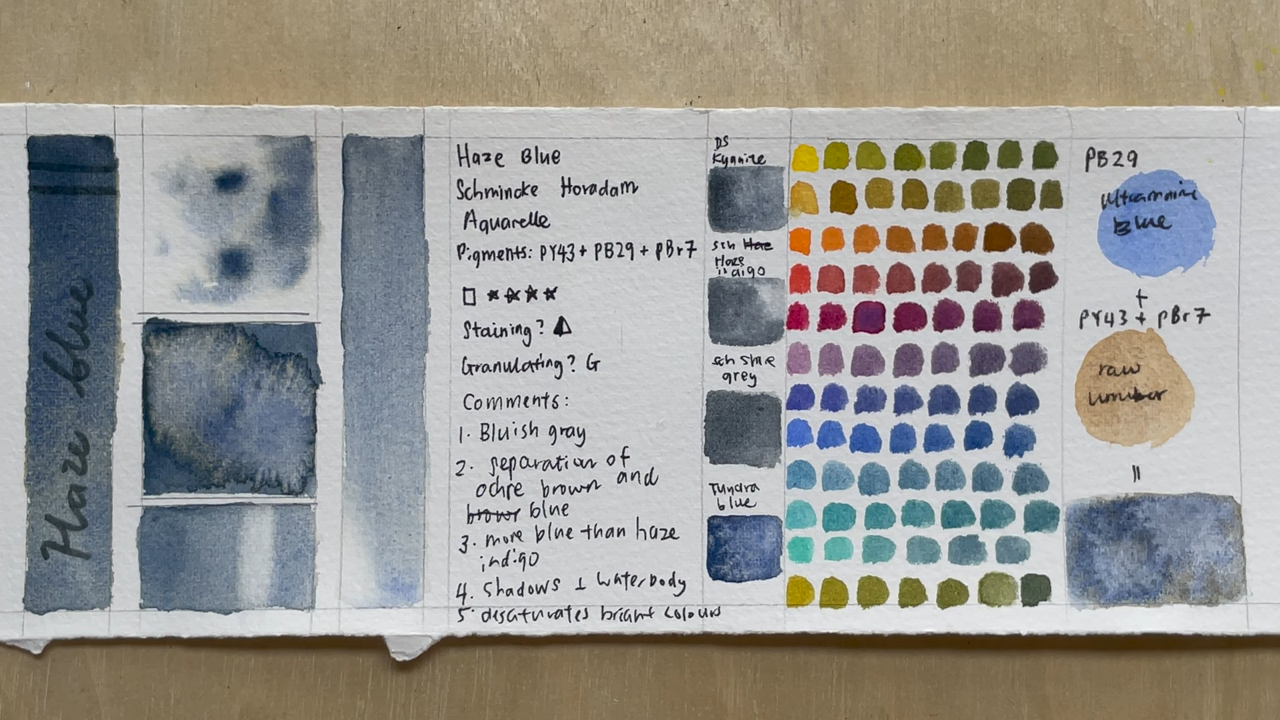 Haze blue
Haze Blue
Schmincke Horadam
Aquarelle
Pigments: PY43 + PB29 + PBr7
Staining?
Granulating? G
Comments:
1. Bluish gray
2. separation of
ochre brown and
brown blue
3. more blue than haze
indigo
4. Shadows & waterbody
5. desaturates bright colours
DS
Kyanite
Sch Haze
Haze
indigo
Sch
grey
Tundra
blue
PB29
Ultramarine
Blue
+
PY43 + PBr7
raw
umber
=